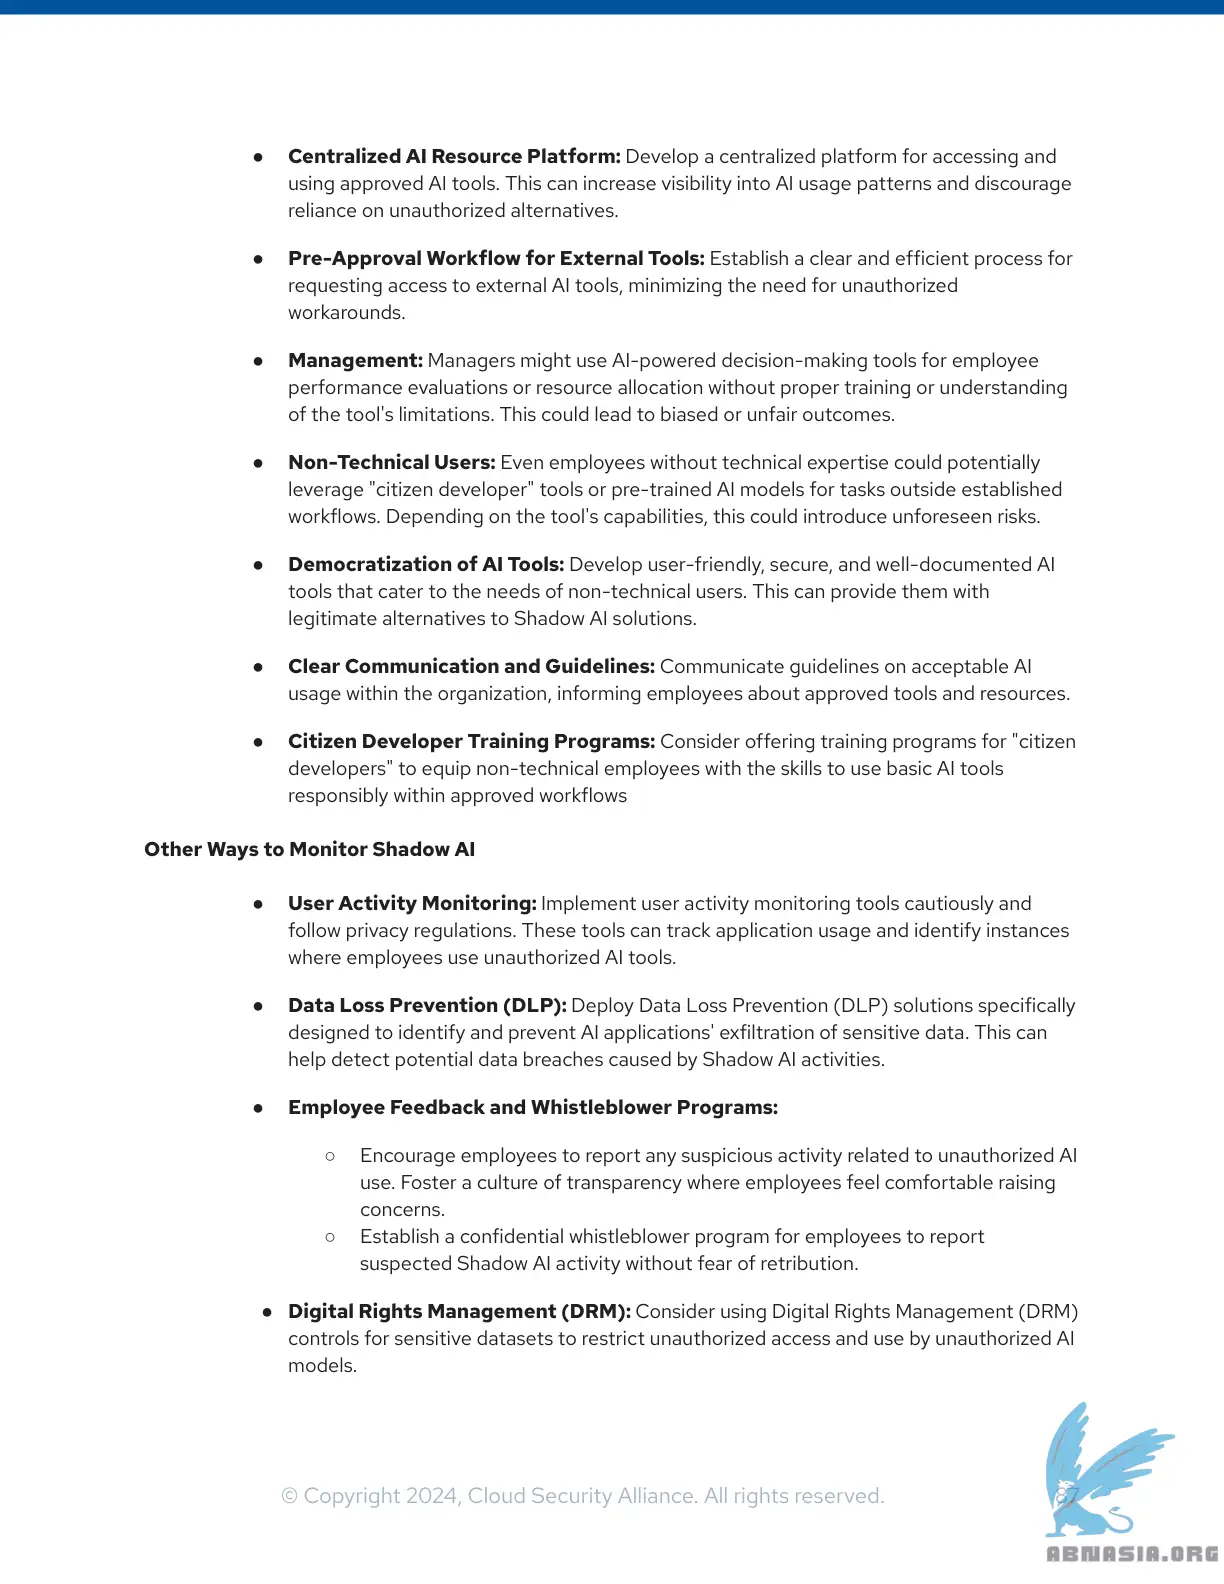 ● Centralized AI Resource Platform: Develop a centralized platform for accessing and
using approved AI tools. This can increase visibility into AI usage patterns and discourage
reliance on unauthorized alternatives.
● Pre-Approval Workflow for External Tools: Establish a clear and efficient process for
requesting access to external AI tools, minimizing the need for unauthorized
workarounds.
● Management: Managers might use AI-powered decision-making tools for employee
performance evaluations or resource allocation without proper training or understanding
of the tool's limitations. This could lead to biased or unfair outcomes.
● Non-Technical Users: Even employees without technical expertise could potentially
leverage "citizen developer" tools or pre-trained AI models for tasks outside established
workflows. Depending on the tool's capabilities, this could introduce unforeseen risks.
● Democratization of AI Tools: Develop user-friendly, secure, and well-documented AI
tools that cater to the needs of non-technical users. This can provide them with
legitimate alternatives to Shadow AI solutions.
● Clear Communication and Guidelines: Communicate guidelines on acceptable AI
usage within the organization, informing employees about approved tools and resources.
● Citizen Developer Training Programs: Consider offering training programs for "citizen
developers" to equip non-technical employees with the skills to use basic AI tools
responsibly within approved workflows
Other Ways to Monitor Shadow AI
● User Activity Monitoring: Implement user activity monitoring tools cautiously and
follow privacy regulations. These tools can track application usage and identify instances
where employees use unauthorized AI tools.
● Data Loss Prevention (DLP): Deploy Data Loss Prevention (DLP) solutions specifically
designed to identify and prevent AI applications' exfiltration of sensitive data. This can
help detect potential data breaches caused by Shadow AI activities.
● Employee Feedback and Whistleblower Programs:
○ Encourage employees to report any suspicious activity related to unauthorized AI
use. Foster a culture of transparency where employees feel comfortable raising
concerns.
○ Establish a confidential whistleblower program for employees to report
suspected Shadow AI activity without fear of retribution.
● Digital Rights Management (DRM): Consider using Digital Rights Management (DRM)
controls for sensitive datasets to restrict unauthorized access and use by unauthorized AI
models.
© Copyright 2024, Cloud Security Alliance. All rights reserved.
87
ABNASIA.ORG